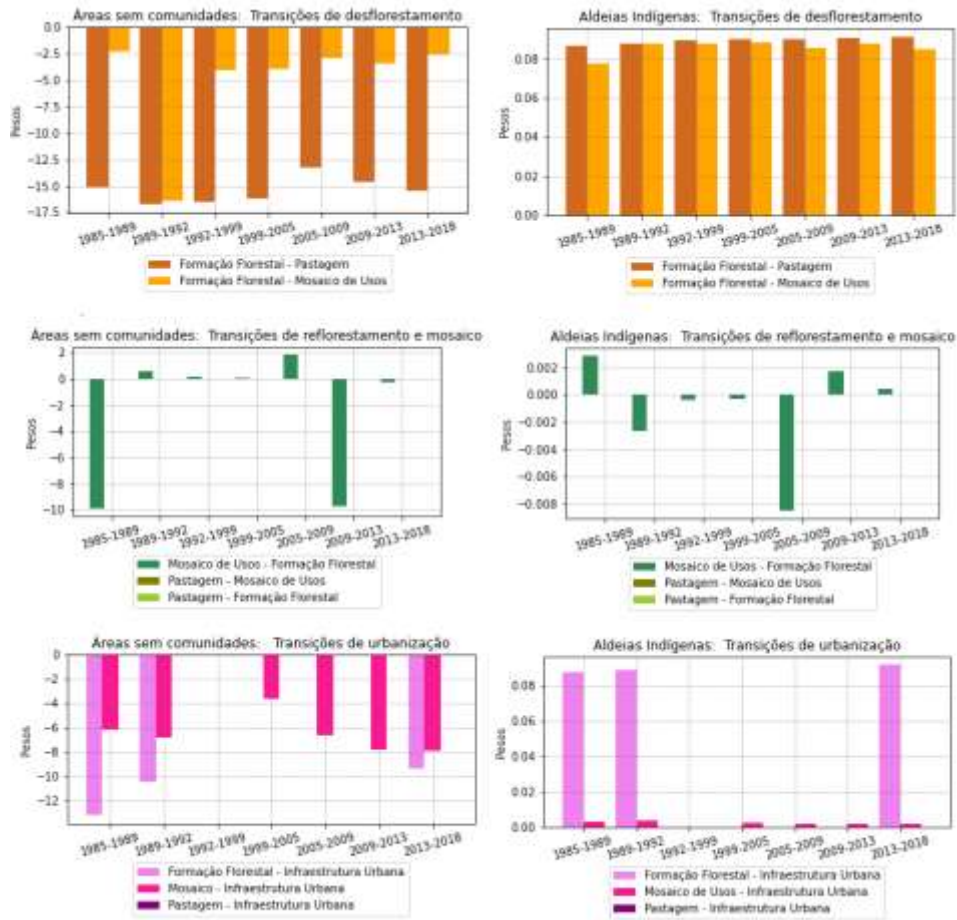 Áreas sem comunidades: Transições de desflorestamento
0.0
−2.5
−5.0
−7.5
−10.0
−12.5
−15.0
−17.5
Pesos
1985-1989
1989-1992
1992-1999
1999-2005
2005-2009
2009-2013
2013-2018
Formação Florestal - Pastagem
Formação Florestal - Mosaico de Usos
Aldeias Indígenas: Transições de desflorestamento
0.08
0.06
0.04
0.02
0.00
Pesos
1985-1989
1989-1992
1992-1999
1999-2005
2005-2009
2009-2013
2013-2018
Formação Florestal - Pastagem
Formação Florestal - Mosaico de Usos
Áreas sem comunidades: Transições de reflorestamento e mosaico
2
0
−2
−4
−6
−8
−10
Pesos
1985-1989
1989-1992
1992-1999
1999-2005
2005-2009
2009-2013
2013-2018
Mosaico de Usos - Formação Florestal
Pastagem - Mosaico de Usos
Pastagem - Formação Florestal
Aldeias Indígenas: Transições de reflorestamento e mosaico
0.002
0.000
−0.002
−0.004
−0.006
−0.008
Pesos
1985-1989
1989-1992
1992-1999
1999-2005
2005-2009
2009-2013
2013-2018
Mosaico de Usos - Formação Florestal
Pastagem - Mosaico de Usos
Pastagem - Formação Florestal
Áreas sem comunidades: Transições de urbanização
0
−2
−4
−6
−8
−10
−12
Pesos
1985-1989
1989-1992
1992-1999
1999-2005
2005-2009
2009-2013
2013-2018
Formação Florestal - Infraestrutura Urbana
Mosaico - Infraestrutura Urbana
Pastagem - Infraestrutura Urbana
Aldeias Indígenas: Transições de urbanização
0.08
0.06
0.04
0.02
0.00
Pesos
1985-1989
1989-1992
1992-1999
1999-2005
2005-2009
2009-2013
2013-2018
Formação Florestal - Infraestrutura Urbana
Mosaico de Usos - Infraestrutura Urbana
Pastagem - Infraestrutura Urbana